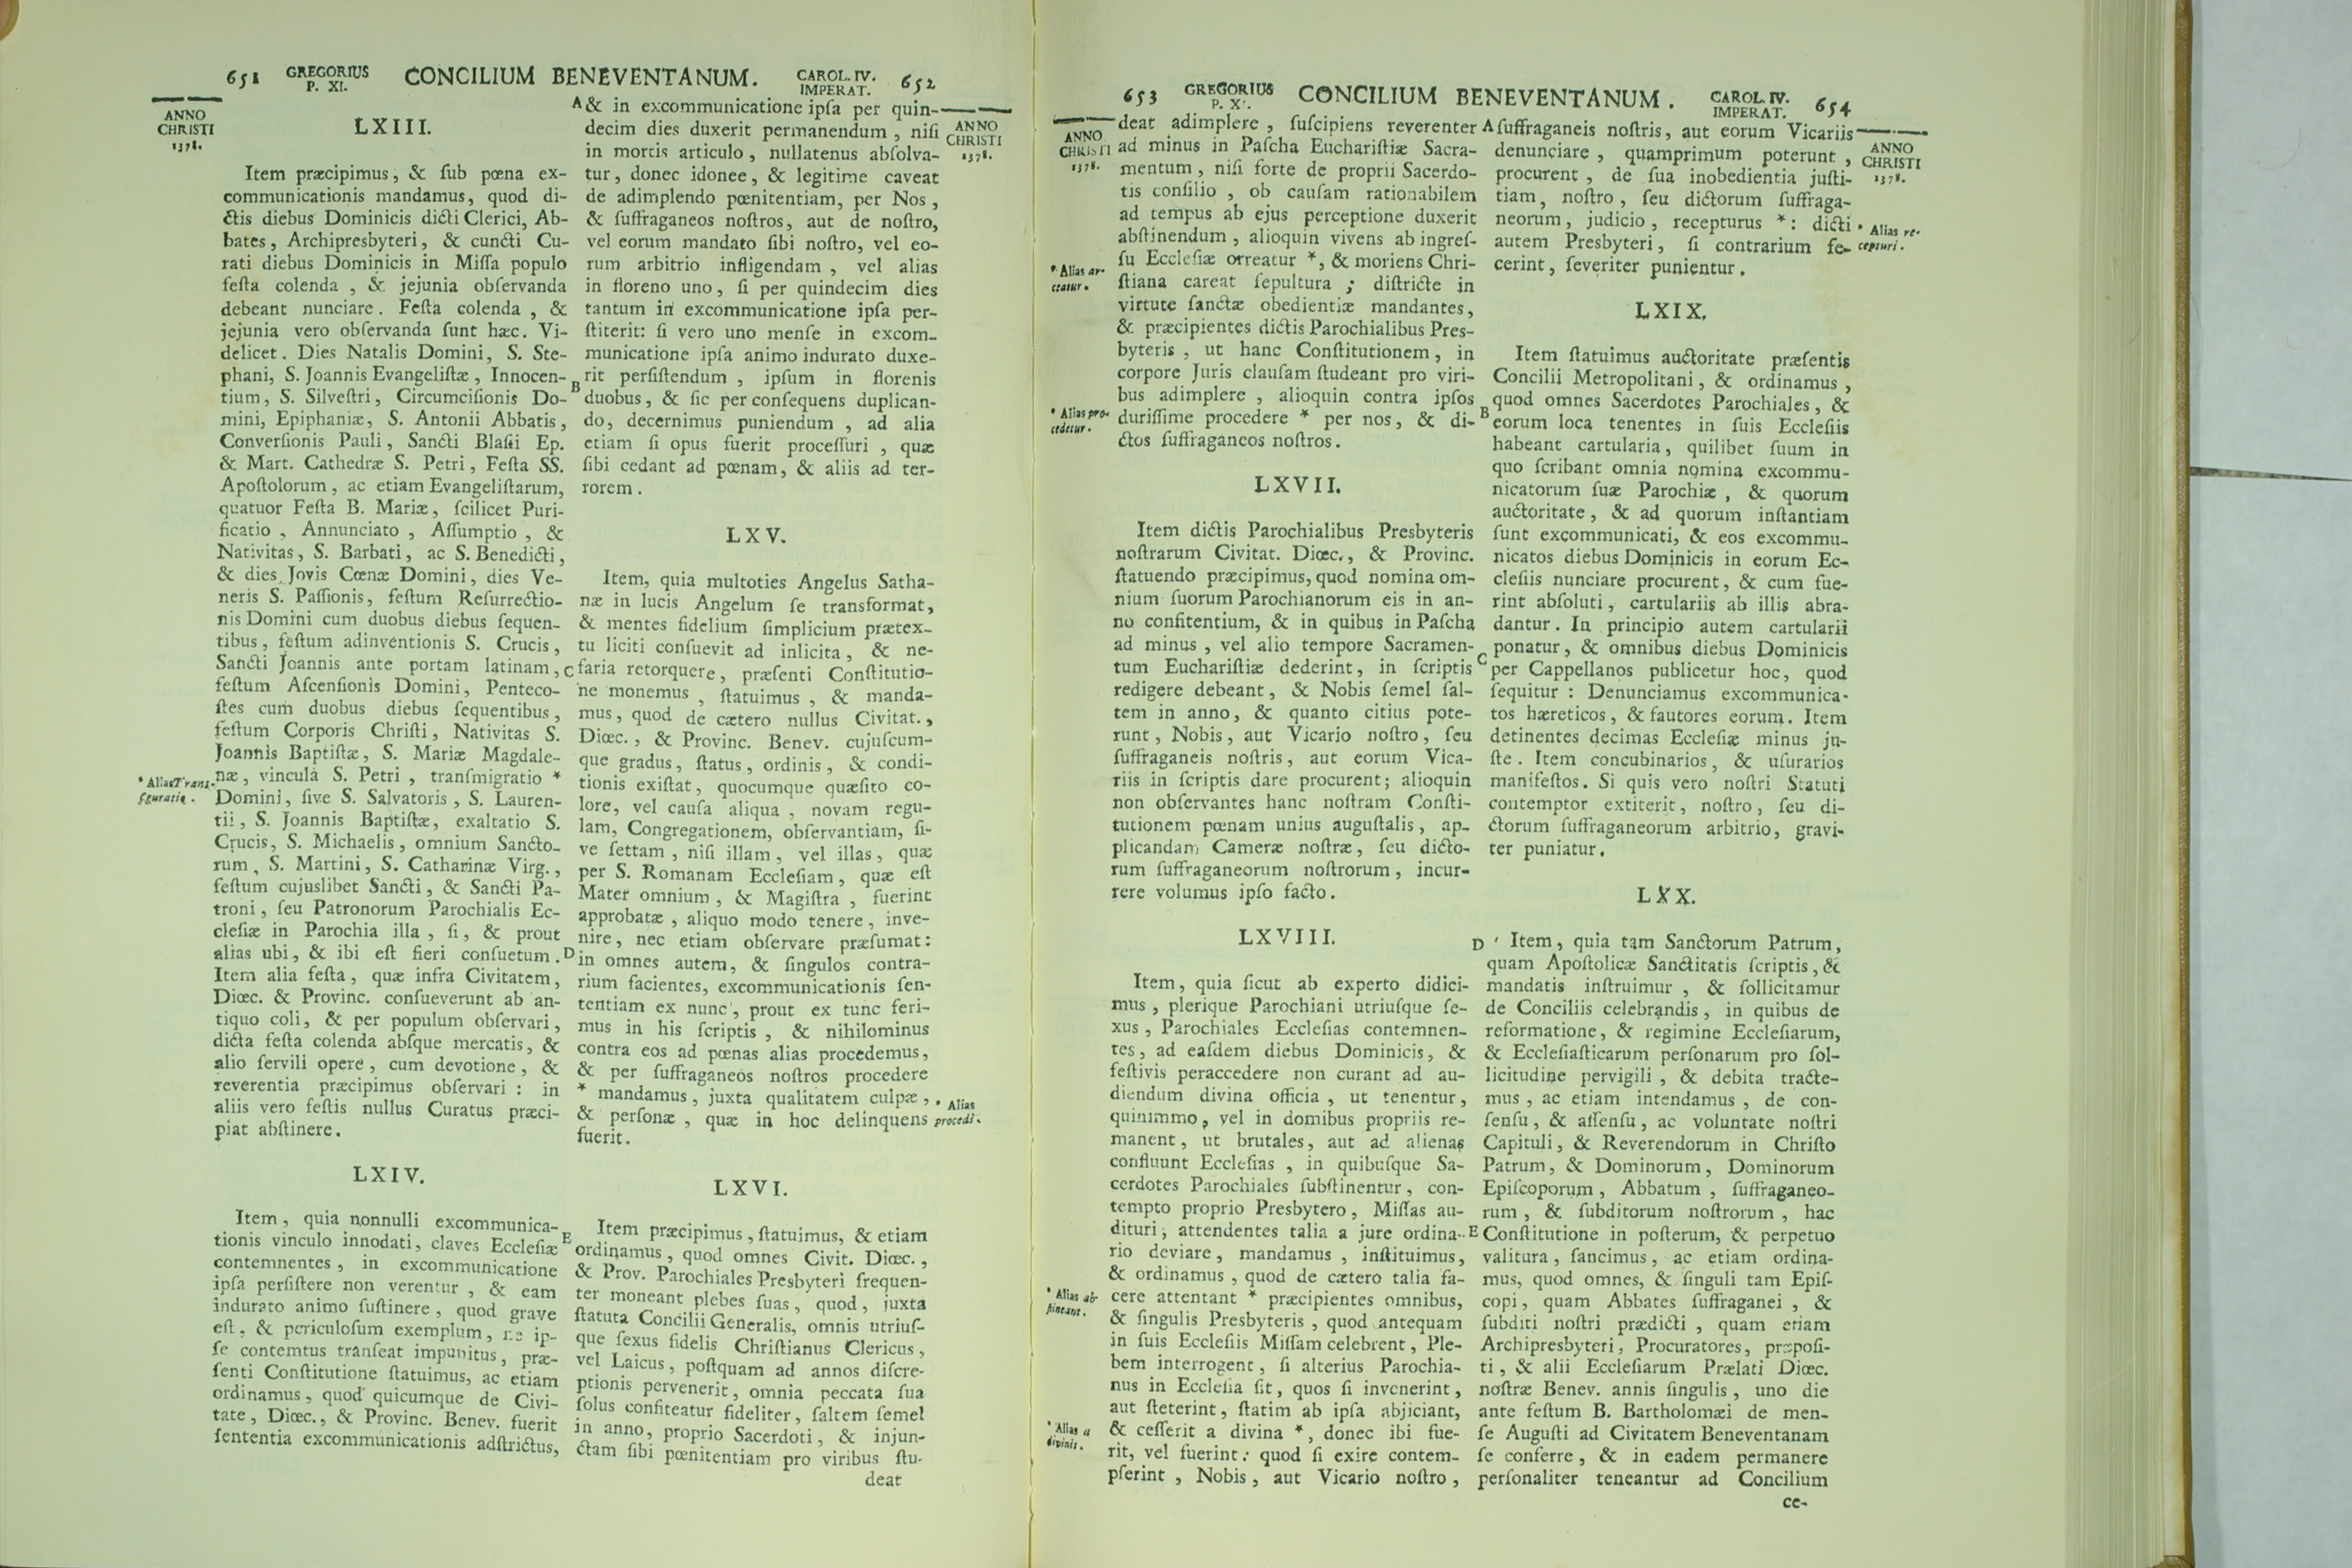 651 GREGORIUS P. XI. CONCILIUM BENEVENTANUM. CAROL. IV. IMPERAT. 652
ANNO
CHRISTI
1378.
LXIII.
Item præcipimus, & ſub pœna ex-
communicationis mandamus, quod di-
ctis diebus Dominicis dicti Clerici, Ab-
bates, Archipresbyteri, & cuncti Cu-
rati diebus Dominicis in Miſſa populo
feſta colenda, & jejunia obſervanda
debeant nunciare. Feſta colenda, &
jejunia vero obſervanda ſunt hæc. Vi-
delicet. Dies Natalis Domini, S. Ste-
phani, S. Joannis Evangeliſtæ, Innocen-
tium, S. Silveſtri, Circumciſionis Do-
mini, Epiphaniæ, S. Antonii Abbatis,
Converſionis Pauli, Sancti Blaſii Ep.
& Mart. Cathedræ S. Petri, Feſta SS.
Apoſtolorum, ac etiam Evangeliſtarum,
quatuor Feſta B. Mariæ, ſcilicet Puri-
ficatio, Annunciato, Aſſumptio, &
Nativitas, S. Barbati, ac S. Benedicti,
& dies Jovis Cœnæ Domini, dies Ve-
neris S. Paſſionis, feſtum Reſurrectio-
nis Domini cum duobus diebus ſequen-
tibus, feſtum adinventionis S. Crucis,
Sancti Joannis ante portam latinam,
feſtum Aſcenſionis Domini, Penteco-
ſtes cum duobus diebus ſequentibus,
feſtum Corporis Chriſti, Nativitas S.
Joannis Baptiſtæ, S. Mariæ Magdale-
næ, vincula S. Petri, tranſmigratio *
* Alias Trans-
figuratio.
Domini, ſive S. Salvatoris, S. Lauren-
tii, S. Joannis Baptiſtæ, exaltatio S.
Crucis, S. Michaelis, omnium Sancto-
rum, S. Martini, S. Catharinæ Virg.,
feſtum cujuslibet Sancti, & Sancti Pa-
troni, ſeu Patronorum Parochialis Ec-
cleſiæ in Parochia illa, ſi, & prout
alias ubi, & ibi eſt fieri conſuetum.
Item alia feſta, quæ infra Civitatem,
Diœc. & Provinc. conſueverunt ab an-
tiquo coli, & per populum obſervari,
dicta feſta colenda abſque mercatis, &
alio ſervili opere, cum devotione, &
reverentia præcipimus obſervari: in
aliis vero feſtis nullus Curatus præci-
piat abſtinere.
LXIV.
Item, quia nonnulli excommunica-
tionis vinculo innodati, claves Eccleſiæ
contemnentes, in excommunicatione
ipſa perſiſtere non verentur, & eam
indurato animo ſuſtinere, quod grave
eſt, & periculoſum exemplum, ne ip-
ſe contemtus tranſeat impunitus, præ-
ſenti Conſtitutione ſtatuimus, ac etiam
ordinamus, quod quicumque de Civi-
tate, Diœc., & Provinc. Benev. fuerit
ſententia excommunicationis adſtrictus,
A & in excommunicatione ipſa per quin-
decim dies duxerit permanendum, niſi
in mortis articulo, nullatenus abſolva-
tur, donec idonee, & legitime caveat
de adimplendo pœnitentiam, per Nos,
& ſuffraganeos noſtros, aut de noſtro,
vel eorum mandato ſibi noſtro, vel eo-
rum arbitrio infligendam, vel alias
in floreno uno, ſi per quindecim dies
tantum in excommunicatione ipſa per-
ſtiterit: ſi vero uno menſe in excom-
municatione ipſa animo indurato duxe-
B rit perſiſtendum, ipſum in florenis
duobus, & ſic per conſequens duplican-
do, decernimus puniendum, ad alia
etiam ſi opus fuerit proceſſuri, quæ
ſibi cedant ad pœnam, & aliis ad ter-
rorem.
ANNO
CHRISTI
1378.
LXV.
Item, quia multoties Angelus Satha-
næ in lucis Angelum ſe transformat,
& mentes fidelium ſimplicium prætex-
tu liciti conſuevit ad inlicita, & ne-
C faria retorquere, præſenti Conſtitutio-
ne monemus, ſtatuimus, & manda-
mus, quod de cætero nullus Civitat.,
Diœc., & Provinc. Benev. cujuſcum-
que gradus, ſtatus, ordinis, & condi-
tionis exiſtat, quocumque quæſito co-
lore, vel cauſa aliqua, novam regu-
lam, Congregationem, obſervantiam, ſi-
ve ſettam, niſi illam, vel illas, quæ
per S. Romanam Eccleſiam, quæ eſt
Mater omnium, & Magiſtra, fuerint
approbatæ, aliquo modo tenere, inve-
nire, nec etiam obſervare præſumat:
D in omnes autem, & ſingulos contra-
rium facientes, excommunicationis ſen-
tentiam ex nunc, prout ex tunc feri-
mus in his ſcriptis, & nihilominus
contra eos ad pœnas alias procedemus,
& per ſuffraganeos noſtros procedere
* mandamus, juxta qualitatem culpæ,
& perſonæ, quæ in hoc delinquens
fuerit.
* Alias
procedi.
LXVI.
Item præcipimus, ſtatuimus, & etiam
E ordinamus, quod omnes Civit. Diœc.,
& Prov. Parochiales Presbyteri frequen-
ter moneant plebes ſuas, quod, juxta
ſtatuta Concilii Generalis, omnis utriuſ-
que ſexus fidelis Chriſtianus Clericus,
vel Laicus, poſtquam ad annos diſcre-
ptionis pervenerit, omnia peccata ſua
ſolus confiteatur fideliter, ſaltem ſemel
in anno, proprio Sacerdoti, & injun-
ctam ſibi pœnitentiam pro viribus ſtu-
deat
653 GREGORIUS P. X. CONCILIUM BENEVENTANUM. CAROL. IV. IMPERAT. 654
ANNO
CHRISTI
1378.
deat adimplere, ſuſcipiens reverenter
ad minus in Paſcha Euchariſtiæ Sacra-
mentum, niſi forte de proprii Sacerdo-
tis conſilio, ob cauſam rationabilem
ad tempus ab ejus perceptione duxerit
abſtinendum, alioquin vivens ab ingreſ-
ſu Eccleſiæ orreatur *, & moriens Chri-
* Alias ar-
ceatur.
ſtiana careat ſepultura; diſtricte in
virtute ſanctæ obedientiæ mandantes,
& præcipientes dictis Parochialibus Pres-
byteris, ut hanc Conſtitutionem, in
corpore Juris clauſam ſtudeant pro viri-
bus adimplere, alioquin contra ipſos
duriſſime procedere * per nos, & di-
ctos ſuffraganeos noſtros.
* Alias pro-
cedetur.
LXVII.
Item dictis Parochialibus Presbyteris
noſtrarum Civitat. Diœc., & Provinc.
ſtatuendo præcipimus, quod nomina om-
nium ſuorum Parochianorum eis in an-
no confitentium, & in quibus in Paſcha
ad minus, vel alio tempore Sacramen-
tum Euchariſtiæ dederint, in ſcriptis
redigere debeant, & Nobis ſemel ſal-
tem in anno, & quanto citius pote-
runt, Nobis, aut Vicario noſtro, ſeu
ſuffraganeis noſtris, aut eorum Vica-
riis in ſcriptis dare procurent; alioquin
non obſervantes hanc noſtram Conſti-
tutionem pœnam unius auguſtalis, ap-
plicandam Cameræ noſtræ, ſeu dicto-
rum ſuffraganeorum noſtrorum, incur-
rere volumus ipſo facto.
LXVIII.
Item, quia ſicut ab experto didici-
mus, plerique Parochiani utriuſque ſe-
xus, Parochiales Eccleſias contemnen-
tes, ad eaſdem diebus Dominicis, &
feſtivis peraccedere non curant ad au-
diendum divina officia, ut tenentur,
quinimmo, vel in domibus propriis re-
manent, ut brutales, aut ad alienas
confluunt Eccleſias, in quibuſque Sa-
cerdotes Parochiales ſubſtinentur, con-
tempto proprio Presbytero, Miſſas au-
dituri, attendentes talia a jure ordina-
rio deviare, mandamus, inſtituimus,
& ordinamus, quod de cætero talia fa-
cere attentant * præcipientes omnibus,
* Alias ab-
ſtineant.
& ſingulis Presbyteris, quod antequam
in ſuis Eccleſiis Miſſam celebrent, Ple-
bem interrogent, ſi alterius Parochia-
nus in Eccleſia ſit, quos ſi invenerint,
aut ſteterint, ſtatim ab ipſa abjiciant,
& ceſſerit a divina *, donec ibi fue-
* Alias a
divinis.
rit, vel fuerint: quod ſi exire contem-
pſerint, Nobis, aut Vicario noſtro,
A ſuffraganeis noſtris, aut eorum Vicariis
denunciare, quamprimum poterunt,
procurent, de ſua inobedientia juſti-
tiam, noſtro, ſeu dictorum ſuffraga-
neorum, judicio, recepturus *: dicti
autem Presbyteri, ſi contrarium fe-
cerint, ſeveriter punientur.
ANNO
CHRISTI
1378.
* Alias re-
cepturi.
LXIX.
Item ſtatuimus auctoritate præſentis
Concilii Metropolitani, & ordinamus,
B quod omnes Sacerdotes Parochiales, &
eorum loca tenentes in ſuis Eccleſiis
habeant cartularia, quilibet ſuum in
quo ſcribant omnia nomina excommu-
nicatorum ſuæ Parochiæ, & quorum
auctoritate, & ad quorum inſtantiam
ſunt excommunicati, & eos excommu-
nicatos diebus Dominicis in eorum Ec-
cleſiis nunciare procurent, & cum fue-
rint abſoluti, cartulariis ab illis abra-
dantur. In principio autem cartularii
ponatur, & omnibus diebus Dominicis
C per Cappellanos publicetur hoc, quod
ſequitur: Denunciamus excommunica-
tos hæreticos, & fautores eorum. Item
detinentes decimas Eccleſiæ minus ju-
ſte. Item concubinarios, & uſurarios
manifeſtos. Si quis vero noſtri Statuti
contemptor extiterit, noſtro, ſeu di-
ctorum ſuffraganeorum arbitrio, gravi-
ter puniatur.
LXX.
D Item, quia tam Sanctorum Patrum,
quam Apoſtolicæ Sanctitatis ſcriptis, &
mandatis inſtruimur, & ſollicitamur
de Conciliis celebrandis, in quibus de
reformatione, & regimine Eccleſiarum,
& Eccleſiaſticarum perſonarum pro ſol-
licitudine pervigili, & debita tracte-
mus, ac etiam intendamus, de con-
ſenſu, & aſſenſu, ac voluntate noſtri
Capituli, & Reverendorum in Chriſto
Patrum, & Dominorum, Dominorum
Epiſcoporum, Abbatum, ſuffraganeo-
rum, & ſubditorum noſtrorum, hac
E Conſtitutione in poſterum, & perpetuo
valitura, ſancimus, ac etiam ordina-
mus, quod omnes, & ſinguli tam Epiſ-
copi, quam Abbates ſuffraganei, &
ſubditi noſtri prædicti, quam etiam
Archipresbyteri, Procuratores, præpoſi-
ti, & alii Eccleſiarum Prælati Diœc.
noſtræ Benev. annis ſingulis, uno die
ante feſtum B. Bartholomæi de men-
ſe Auguſti ad Civitatem Beneventanam
ſe conferre, & in eadem permanere
perſonaliter teneantur ad Concilium
ce-